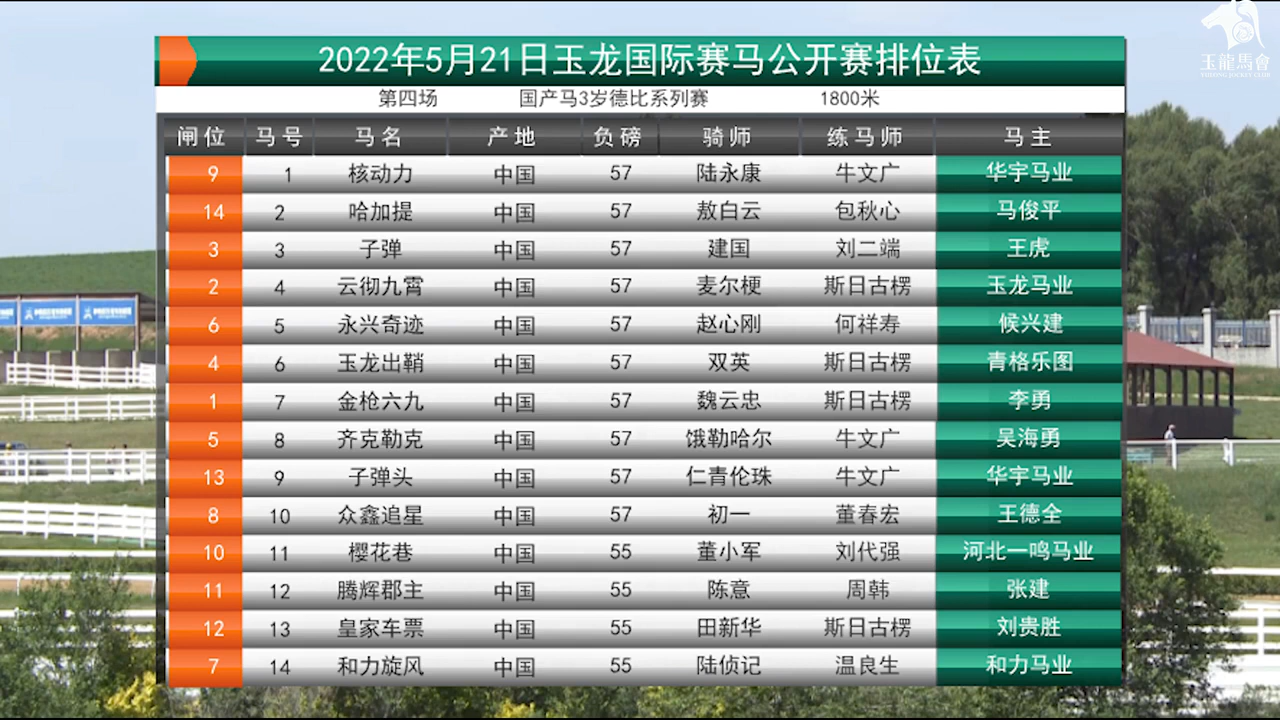 玉龍馬會
YULONG JOCKEY CLUB
2022年5月21日玉龙国际赛马公开赛排位表
第四场 国产马3岁德比系列赛 1800米
闸位 马号 马名 产地 负磅 骑师 练马师 马主
9 1 核动力 中国 57 陆永康 牛文广 华宇马业
14 2 哈加提 中国 57 敖白云 包秋心 马俊平
3 3 子弹 中国 57 建国 刘二端 王虎
2 4 云彻九霄 中国 57 麦尔梗 斯日古楞 玉龙马业
6 5 永兴奇迹 中国 57 赵心刚 何祥寿 候兴建
4 6 玉龙出鞘 中国 57 双英 斯日古楞 青格乐图
1 7 金枪六九 中国 57 魏云忠 斯日古楞 李勇
5 8 齐克勒克 中国 57 饿勒哈尔 牛文广 吴海勇
13 9 子弹头 中国 57 仁青伦珠 牛文广 华宇马业
8 10 众鑫追星 中国 57 初一 董春宏 王德全
10 11 樱花巷 中国 55 董小军 刘代强 河北一鸣马业
11 12 腾辉郡主 中国 55 陈意 周韩 张建
12 13 皇家车票 中国 55 田新华 斯日古楞 刘贵胜
7 14 和力旋风 中国 55 陆侦记 温良生 和力马业